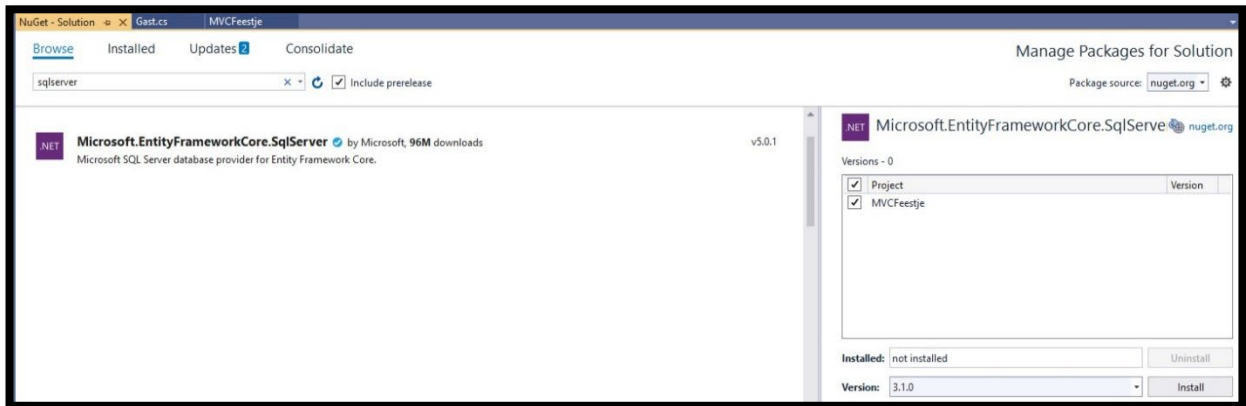 NuGet - Solution Gast.cs MVCFeestje
Browse Installed Updates 2 Consolidate
Manage Packages for Solution
sqlserver Include prerelease
Package source: nuget.org
.NET Microsoft.EntityFrameworkCore.SqlServer by Microsoft, 96M downloads v5.0.1
Microsoft SQL Server database provider for Entity Framework Core.
.NET Microsoft.EntityFrameworkCore.SqlServe nuget.org
Versions - 0
Project Version
MVCFeestje
Installed: not installed Uninstall
Version: 3.1.0 Install